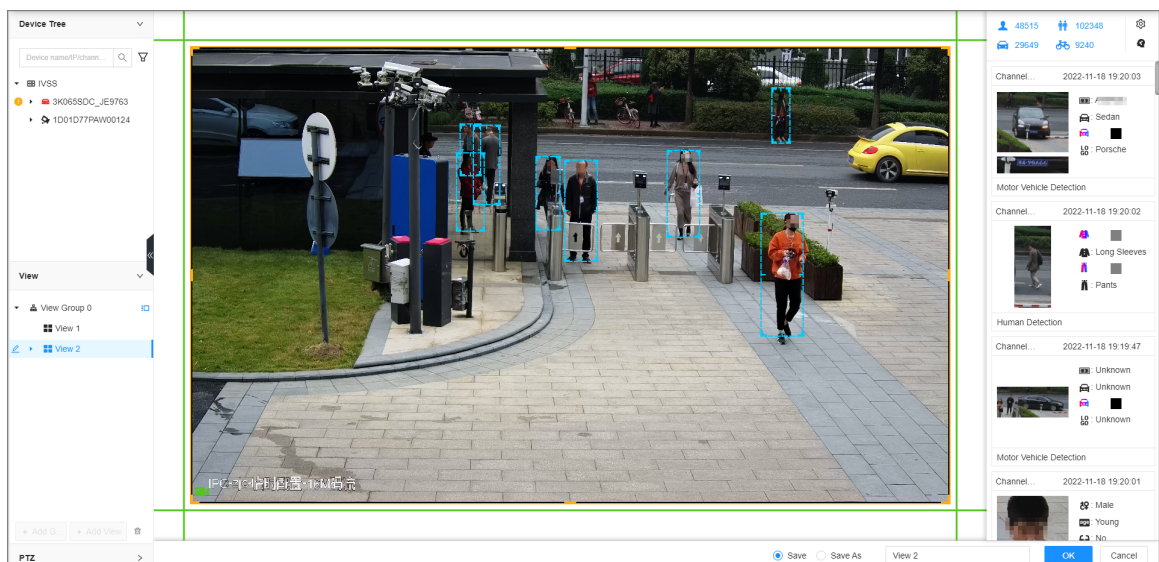 Device Tree
Device name/IP/chann...
IVSS
3K065SDC_JE9763
1D01D77PAW00124
View
View Group 0
View 1
View 2
+ Add G...
+ Add View
PTZ
48515
102348
29649
9240
Channel...
2022-11-18 19:20:03
: Sedan
LOGO : Porsche
Motor Vehicle Detection
Channel...
2022-11-18 19:20:02
: Long Sleeves
: Pants
Human Detection
Channel...
2022-11-18 19:19:47
: Unknown
: Unknown
LOGO : Unknown
Motor Vehicle Detection
Channel...
2022-11-18 19:20:01
: Male
age : Young
: No
Save
Save As
View 2
OK
Cancel